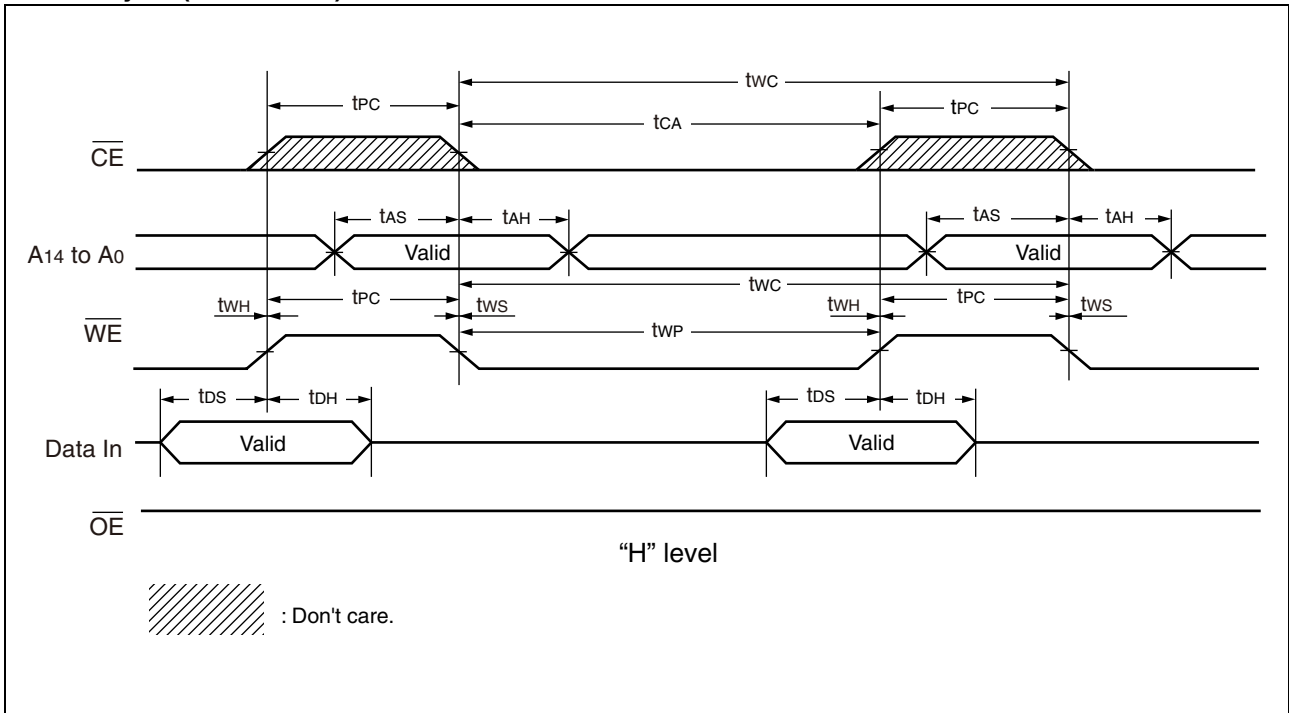 tWC
tPC
tPC
tCA
CE
tAS
tAH
tAS
tAH
A14 to A0
Valid
Valid
tWC
tWH
tPC
tWS
tWH
tPC
tWS
WE
tWP
tDS
tDH
tDS
tDH
Data In
Valid
Valid
OE
“H” level
: Don't care.